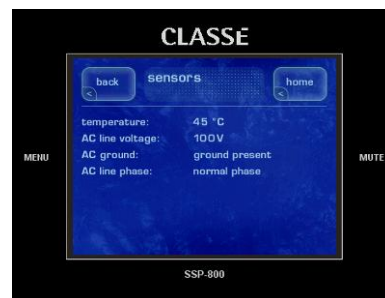 CLASSÉ
back sensors home
< <
temperature: 45 °C
AC line voltage: 100V
AC ground: ground present
MENU MUTE
AC line phase: normal phase
SSP-800